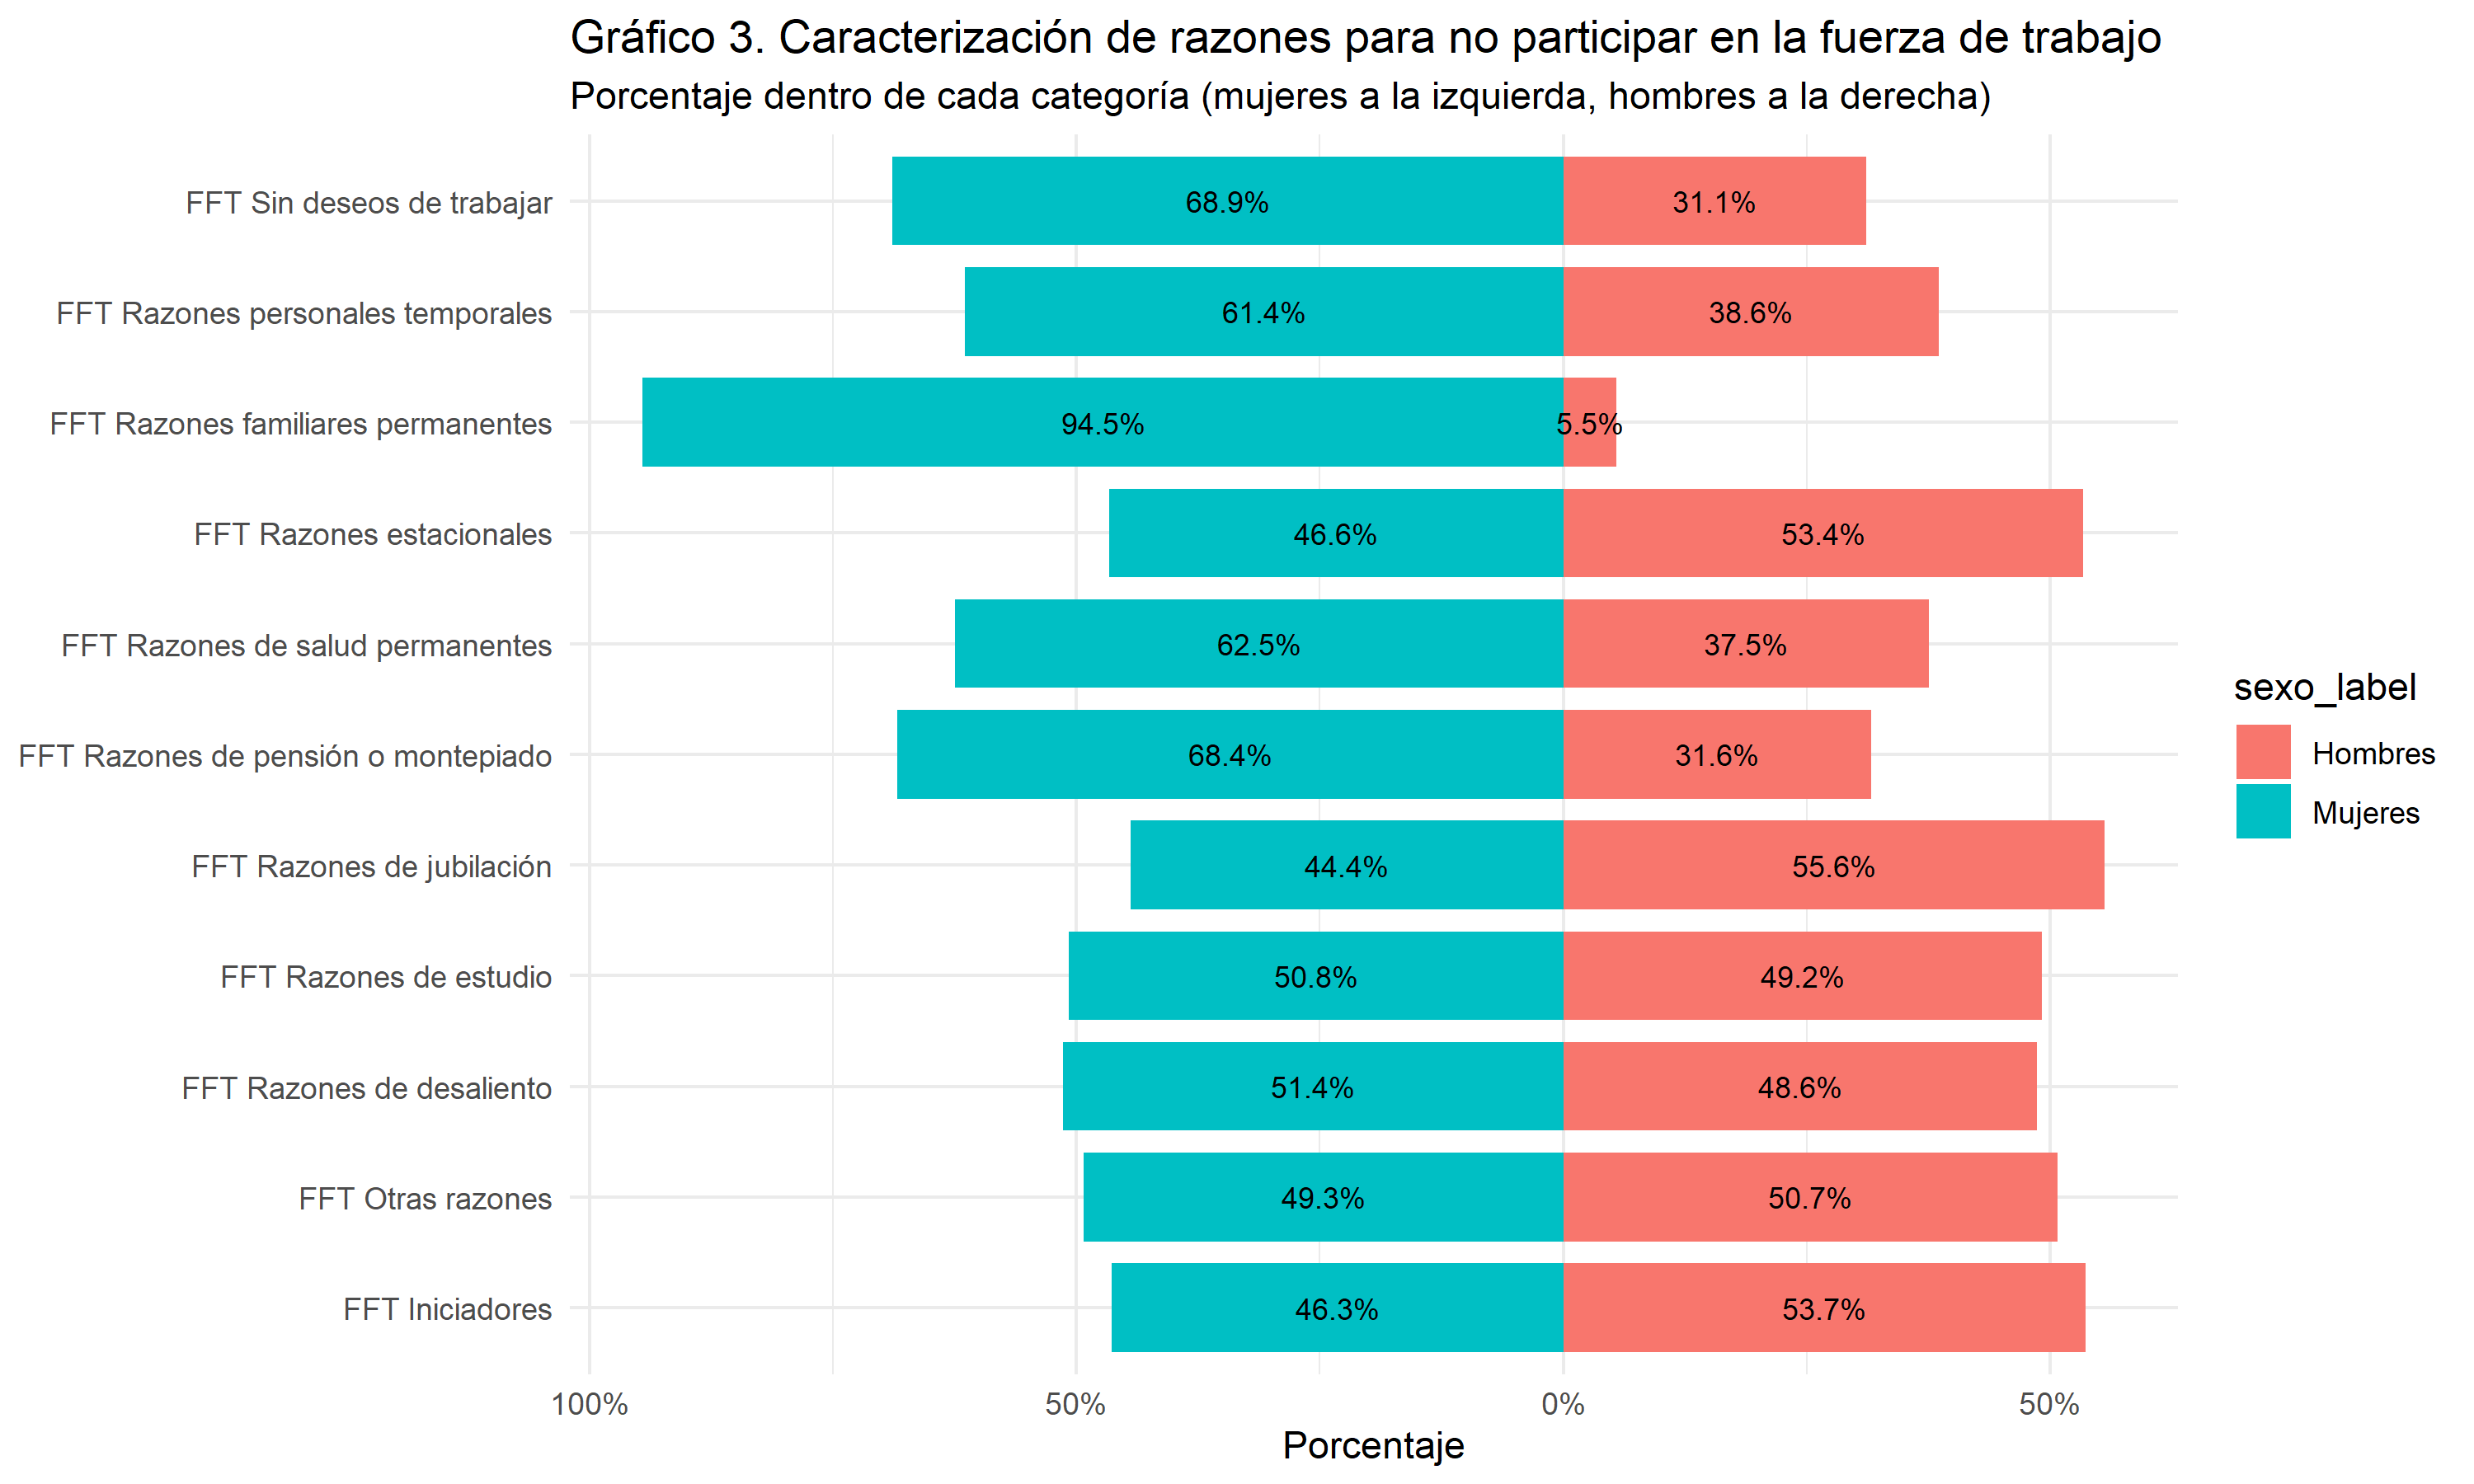 Gráfico 3. Caracterización de razones para no participar en la fuerza de trabajo
Porcentaje dentro de cada categoría (mujeres a la izquierda, hombres a la derecha)
FFT Sin deseos de trabajar 68.9% 31.1%
FFT Razones personales temporales 61.4% 38.6%
FFT Razones familiares permanentes 94.5% 5.5%
FFT Razones estacionales 46.6% 53.4%
FFT Razones de salud permanentes 62.5% 37.5%
FFT Razones de pensión o montepiado 68.4% 31.6%
FFT Razones de jubilación 44.4% 55.6%
FFT Razones de estudio 50.8% 49.2%
FFT Razones de desaliento 51.4% 48.6%
FFT Otras razones 49.3% 50.7%
FFT Iniciadores 46.3% 53.7%
100% 50% 0% 50%
Porcentaje
sexo_label
Hombres
Mujeres